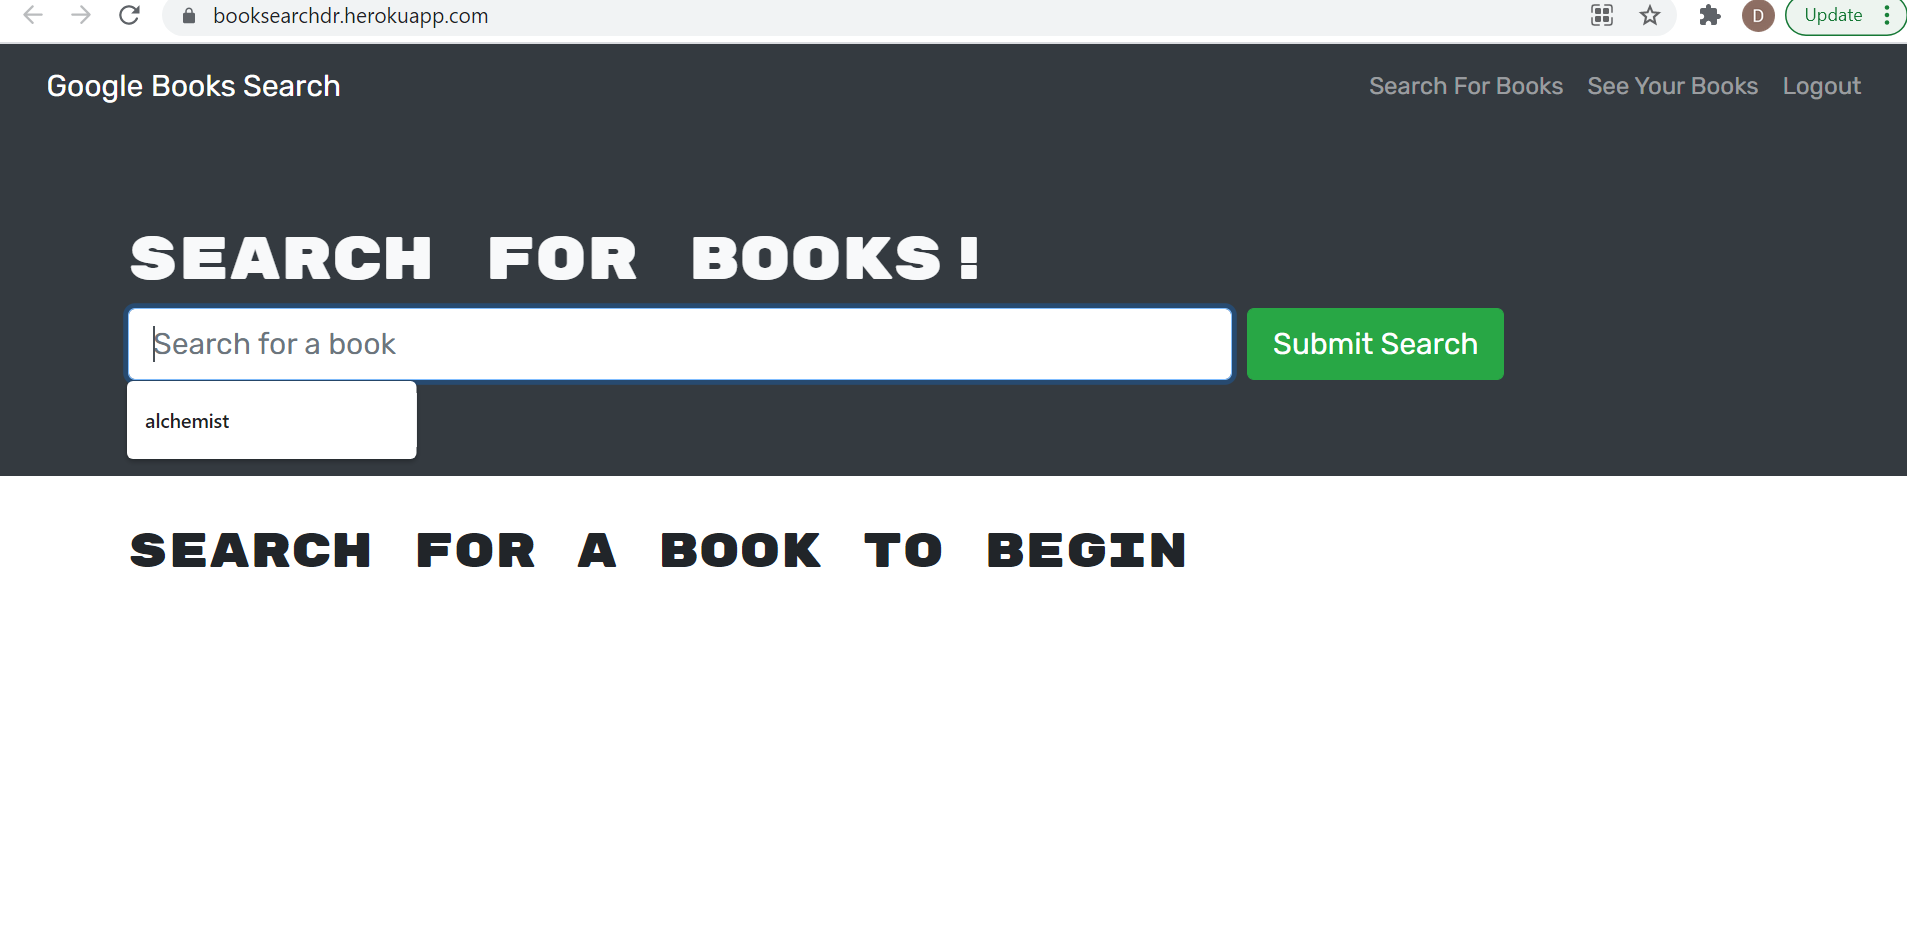 booksearchdr.herokuapp.com
D
Update
Google Books Search
Search For Books
See Your Books
Logout
SEARCH FOR BOOKS!
Search for a book
Submit Search
alchemist
SEARCH FOR A BOOK TO BEGIN